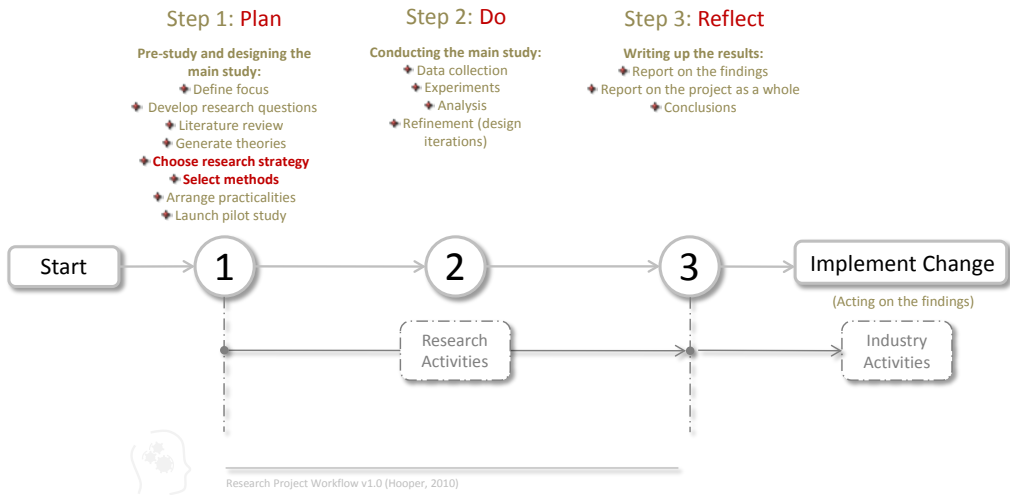 Step 1: Plan
Pre-study and designing the
main study:
Define focus
Develop research questions
Literature review
Generate theories
Choose research strategy
Select methods
Arrange practicalities
Launch pilot study
Step 2: Do
Conducting the main study:
Data collection
Experiments
Analysis
Refinement (design
iterations)
Step 3: Reflect
Writing up the results:
Report on the findings
Report on the project as a whole
Conclusions
Start
1
2
3
Implement Change
(Acting on the findings)
Research
Activities
Industry
Activities
Research Project Workflow v1.0 (Hooper, 2010)